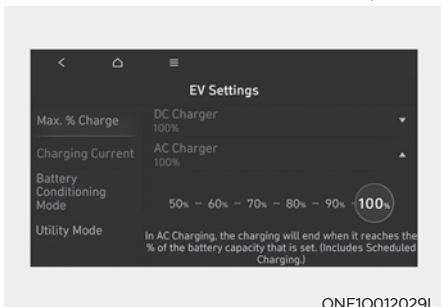 EV Settings
Max. % Charge
DC Charger
100%
Charging Current
AC Charger
100%
Battery
Conditioning
Mode
50% – 60% – 70% – 80% – 90% 100%
Utility Mode
In AC Charging, the charging will end when it reaches the
% of the battery capacity that is set. (Includes Scheduled
Charging.)
ONE1Q012029L